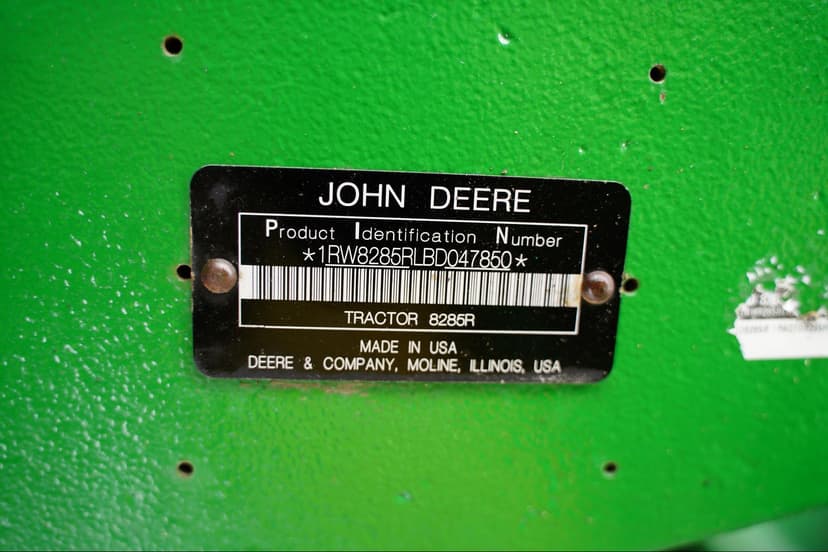 JOHN DEERE
Product Identification Number
*1RW8285RLBD047850*
TRACTOR 8285R
MADE IN USA
DEERE & COMPANY, MOLINE, ILLINOIS, USA